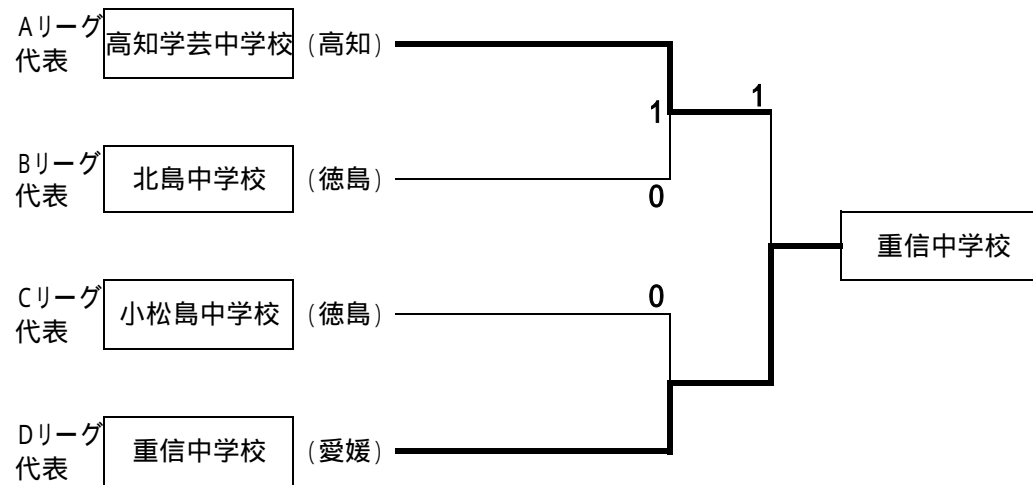 Aリーグ
代表
高知学芸中学校 (高知)
1
1
Bリーグ
代表
北島中学校 (徳島)
0
重信中学校
Cリーグ
代表
小松島中学校 (徳島)
0
Dリーグ
代表
重信中学校 (愛媛)